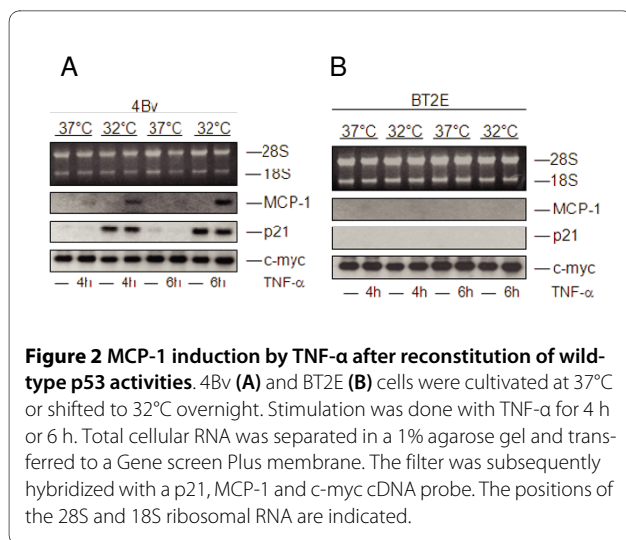 A
B
4Bv
37°C 32°C 37°C 32°C
—28S
—18S
—MCP-1
—p21
—c-myc
— 4h — 4h — 6h — 6h TNF-α
BT2E
37°C 32°C 37°C 32°C
—28S
—18S
—MCP-1
p21
—c-myc
— 4h — 4h — 6h — 6h TNF-α
Figure 2 MCP-1 induction by TNF-α after reconstitution of wild-
type p53 activities. 4Bv (A) and BT2E (B) cells were cultivated at 37°C
or shifted to 32°C overnight. Stimulation was done with TNF-α for 4 h
or 6 h. Total cellular RNA was separated in a 1% agarose gel and trans-
ferred to a Gene screen Plus membrane. The filter was subsequently
hybridized with a p21, MCP-1 and c-myc cDNA probe. The positions of
the 28S and 18S ribosomal RNA are indicated.